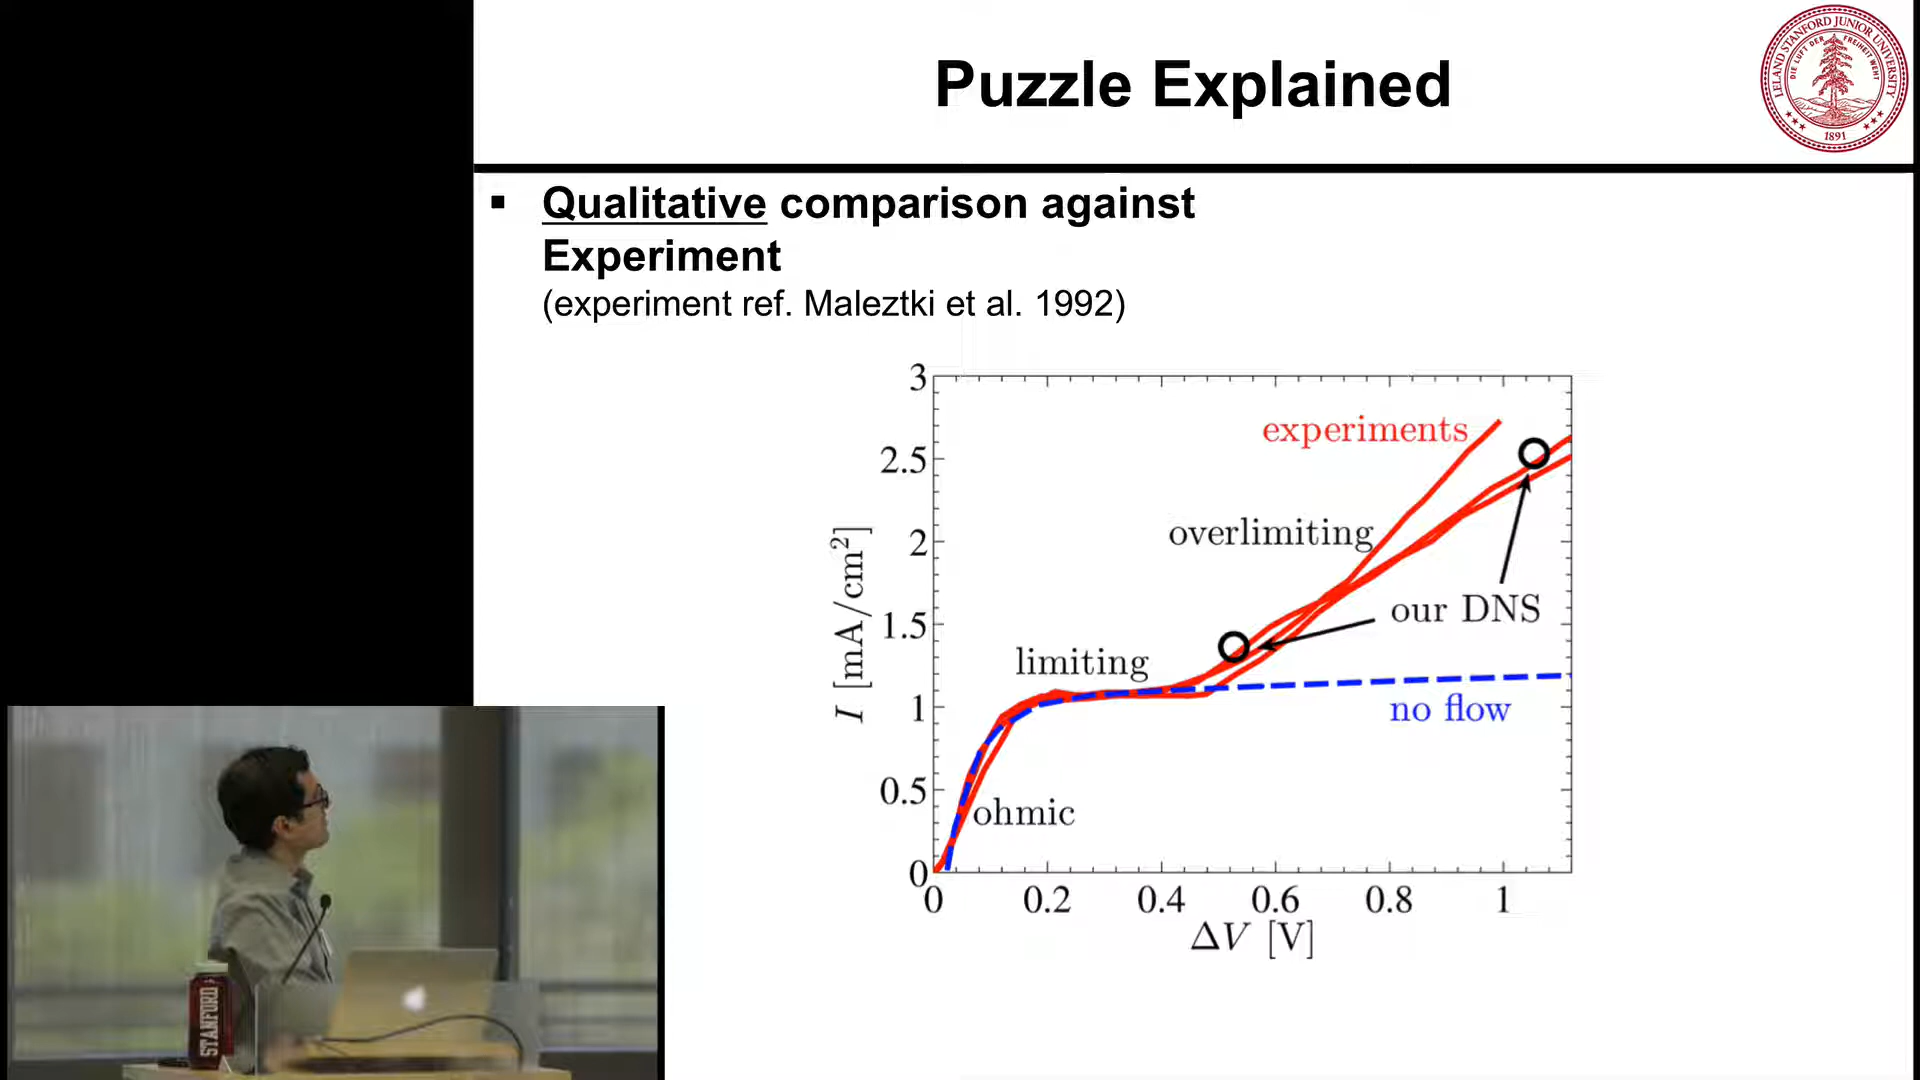 Puzzle Explained
LELAND STANFORD JUNIOR UNIVERSITY
DIE LUFT DER FREIHEIT WEHT
1891
Qualitative comparison against
Experiment
(experiment ref. Maleztki et al. 1992)
3
2.5
2
1.5
1
0.5
0
I [mA/cm²]
experiments
overlimiting
our DNS
limiting
no flow
ohmic
0 0.2 0.4 0.6 0.8 1
ΔV [V]
STANFORD